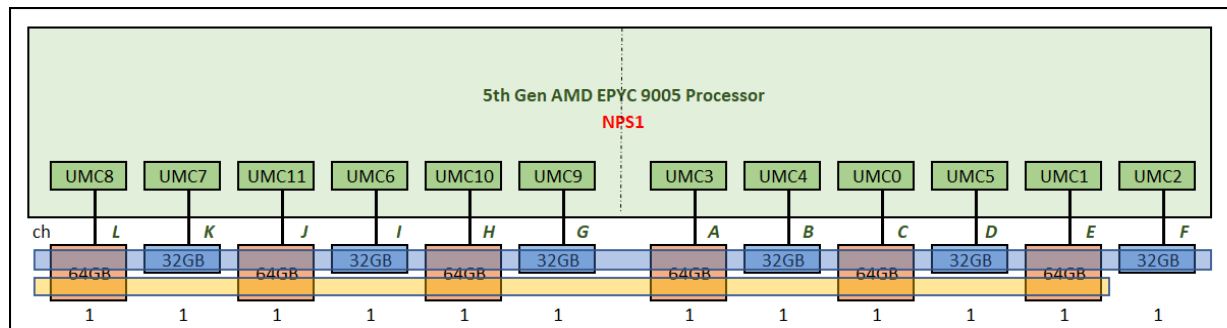 5th Gen AMD EPYC 9005 Processor
NPS1
UMC8 UMC7 UMC11 UMC6 UMC10 UMC9 UMC3 UMC4 UMC0 UMC5 UMC1 UMC2
ch L K J I H G A B C D E F
64GB 32GB 64GB 32GB 64GB 32GB 64GB 32GB 64GB 32GB 64GB 32GB
1 1 1 1 1 1 1 1 1 1 1 1